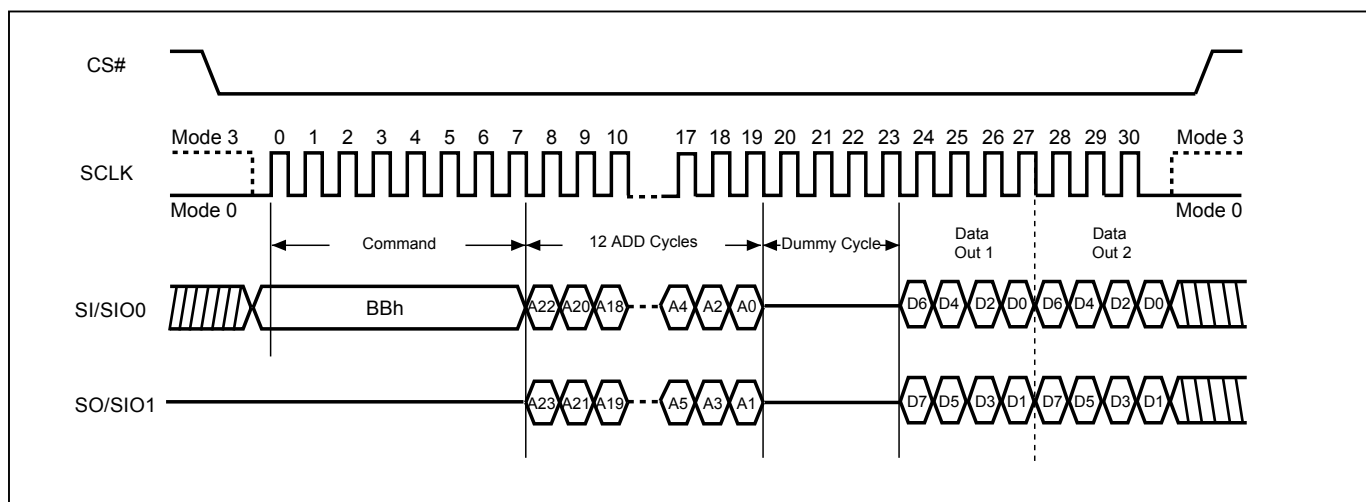 CS#
Mode 3 0 1 2 3 4 5 6 7 8 9 10 17 18 19 20 21 22 23 24 25 26 27 28 29 30 Mode 3
SCLK
Mode 0 Mode 0
Command 12 ADD Cycles Dummy Cycle Data Out 1 Data Out 2
SI/SIO0 BBh A22 A20 A18 A4 A2 A0 D6 D4 D2 D0 D6 D4 D2 D0
SO/SIO1 A23 A21 A19 A5 A3 A1 D7 D5 D3 D1 D7 D5 D3 D1